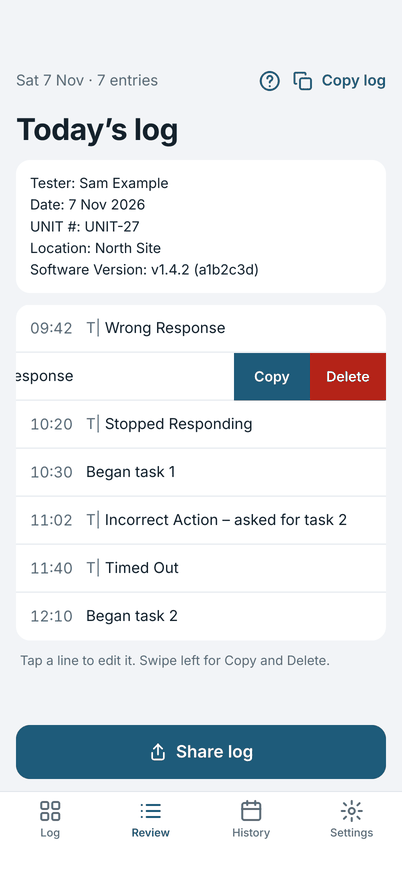 Sat 7 Nov · 7 entries
Copy log
Today’s log
Tester: Sam Example
Date: 7 Nov 2026
UNIT #: UNIT-27
Location: North Site
Software Version: v1.4.2 (a1b2c3d)
09:42 T| Wrong Response
esponse Copy Delete
10:20 T| Stopped Responding
10:30 Began task 1
11:02 T| Incorrect Action – asked for task 2
11:40 T| Timed Out
12:10 Began task 2
Tap a line to edit it. Swipe left for Copy and Delete.
Share log
Log Review History Settings